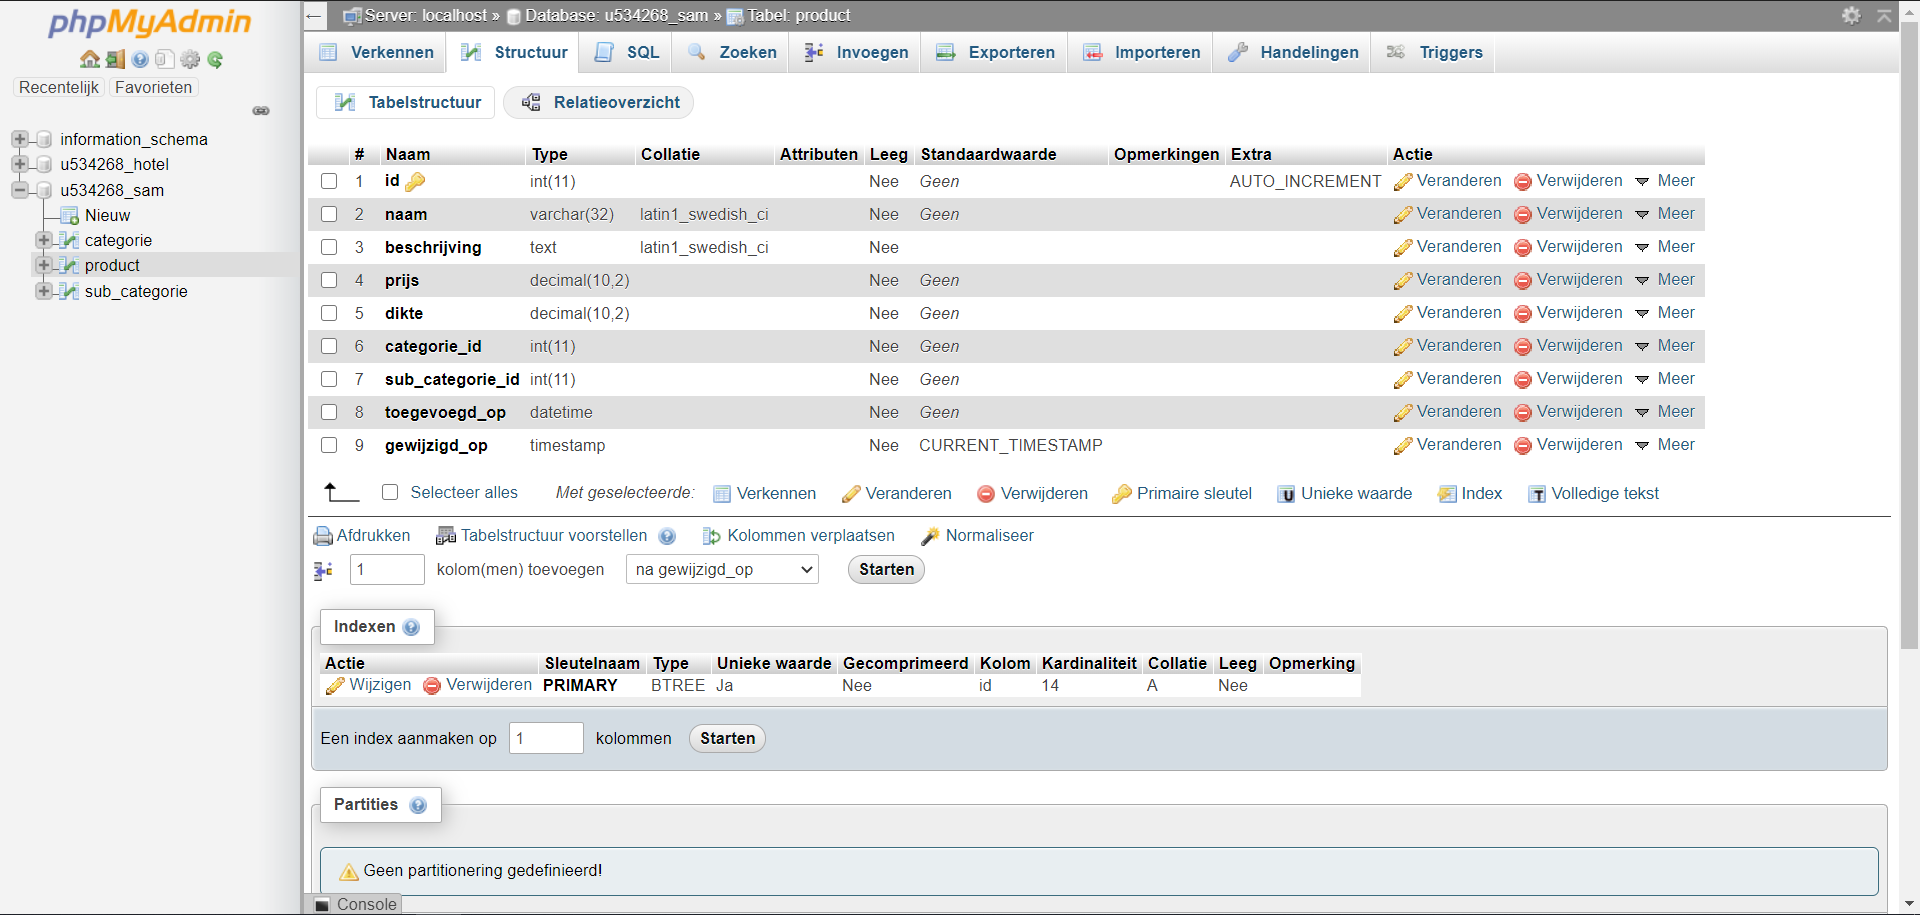 phpMyAdmin
Recentelijk Favorieten
information_schema
u534268_hotel
u534268_sam
Nieuw
categorie
product
sub_categorie
Server: localhost » Database: u534268_sam » Tabel: product
Verkennen Structuur SQL Zoeken Invoegen Exporteren Importeren Handelingen Triggers
Tabelstructuur Relatieoverzicht
# Naam Type Collatie Attributen Leeg Standaardwaarde Opmerkingen Extra Actie
1 id int(11) Nee Geen AUTO_INCREMENT Veranderen Verwijderen Meer
2 naam varchar(32) latin1_swedish_ci Nee Geen Veranderen Verwijderen Meer
3 beschrijving text latin1_swedish_ci Nee Veranderen Verwijderen Meer
4 prijs decimal(10,2) Nee Geen Veranderen Verwijderen Meer
5 dikte decimal(10,2) Nee Geen Veranderen Verwijderen Meer
6 categorie_id int(11) Nee Geen Veranderen Verwijderen Meer
7 sub_categorie_id int(11) Nee Geen Veranderen Verwijderen Meer
8 toegevoegd_op datetime Nee Geen Veranderen Verwijderen Meer
9 gewijzigd_op timestamp Nee CURRENT_TIMESTAMP Veranderen Verwijderen Meer
Selecteer alles Met geselecteerde: Verkennen Veranderen Verwijderen Primaire sleutel Unieke waarde Index Volledige tekst
Afdrukken Tabelstructuur voorstellen Kolommen verplaatsen Normaliseer
1 kolom(men) toevoegen na gewijzigd_op Starten
Indexen
Actie Sleutelnaam Type Unieke waarde Gecomprimeerd Kolom Kardinaliteit Collatie Leeg Opmerking
Wijzigen Verwijderen PRIMARY BTREE Ja Nee id 14 A Nee
Een index aanmaken op 1 kolommen Starten
Partities
Geen partitionering gedefinieerd!
Console